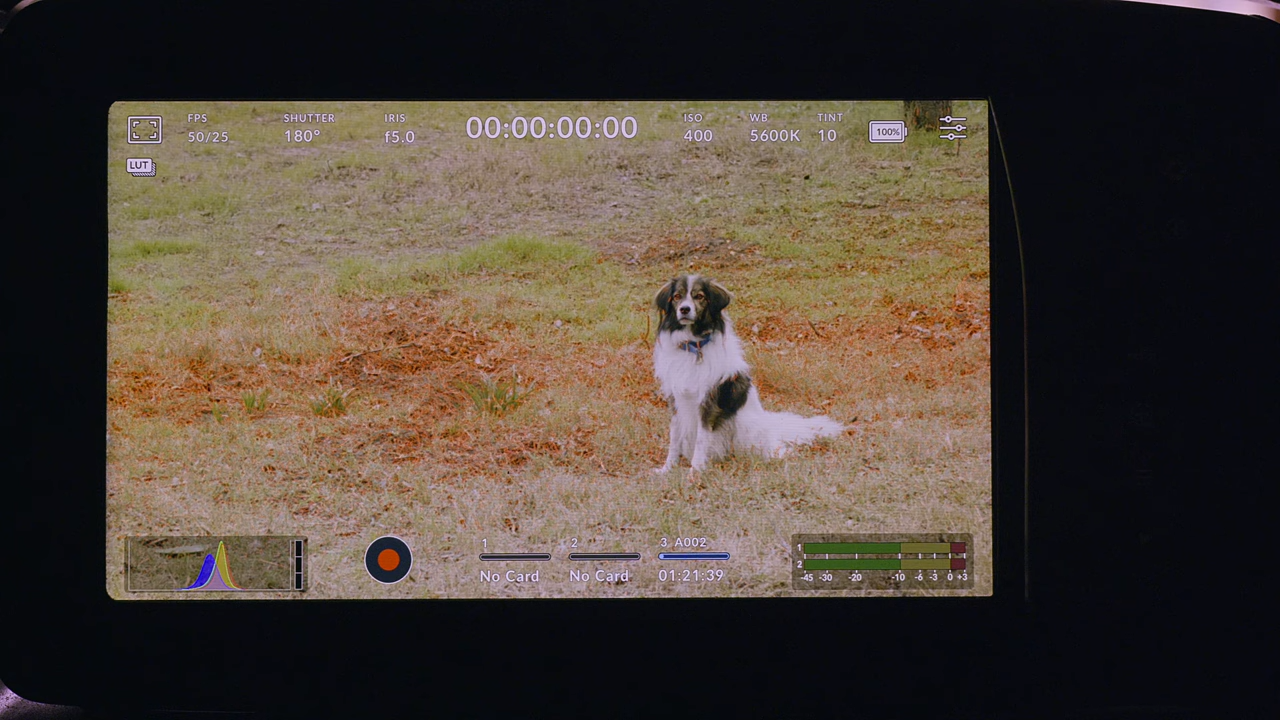 FPS SHUTTER IRIS 00:00:00:00 ISO WB TINT
50/25 180° f5.0 400 5600K 10 100%
LUT
1 2 3 A002
No Card No Card 01:21:39
1
2
-45 -30 -20 -10 -6 -3 0 +3